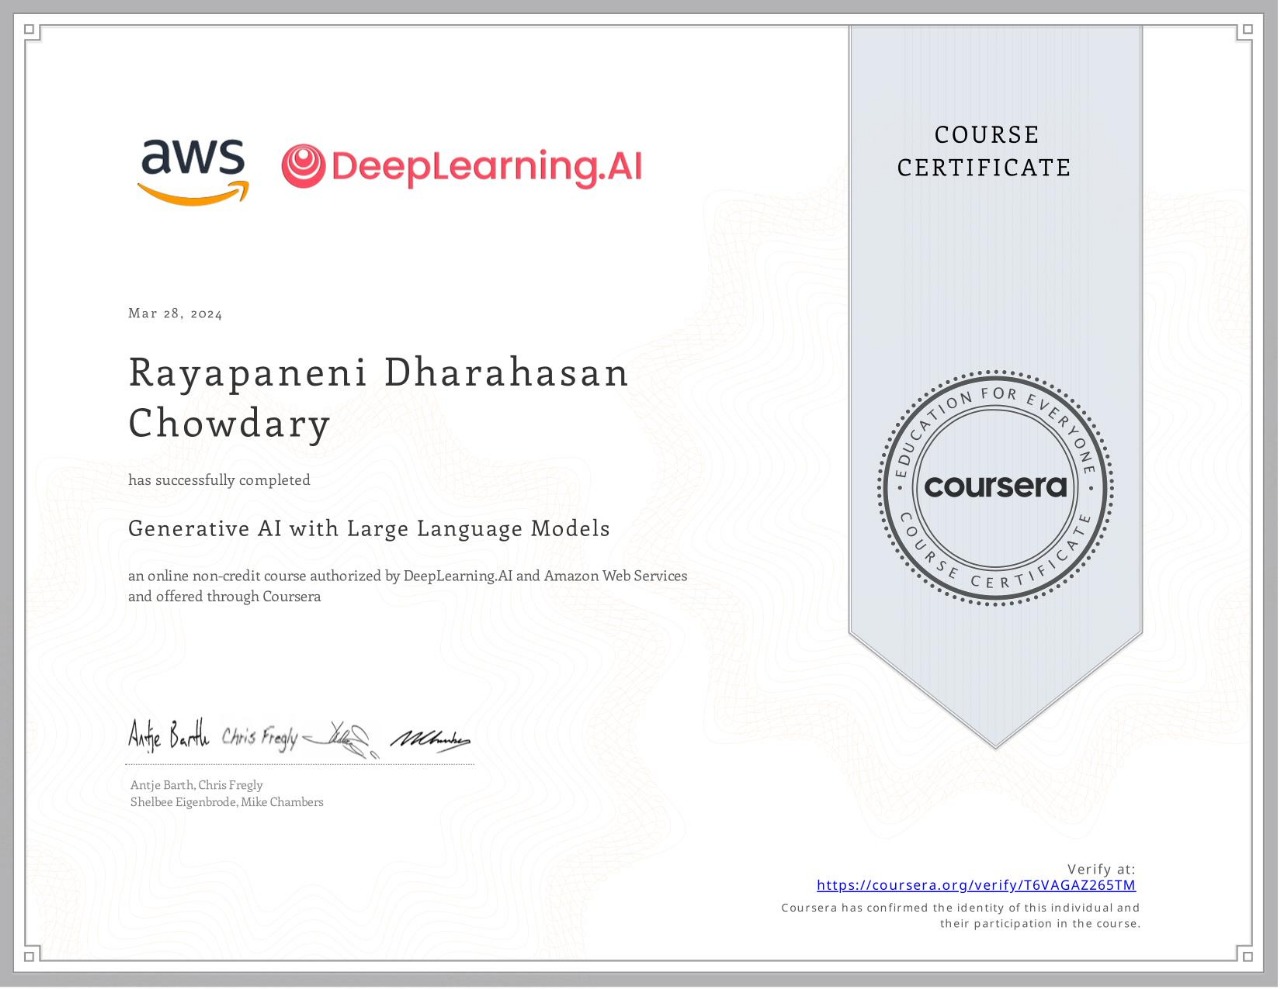 aws DeepLearning.AI
COURSE
CERTIFICATE
Mar 28, 2024
Rayapaneni Dharahasan
Chowdary
has successfully completed
Generative AI with Large Language Models
an online non-credit course authorized by DeepLearning.AI and Amazon Web Services
and offered through Coursera
EDUCATION FOR EVERYONE
coursera
COURSE CERTIFICATE
Antje Barth Chris Fregly
Antje Barth, Chris Fregly
Shelbee Eigenbrode, Mike Chambers
Verify at:
https://coursera.org/verify/T6VAGAZ265TM
Coursera has confirmed the identity of this individual and
their participation in the course.